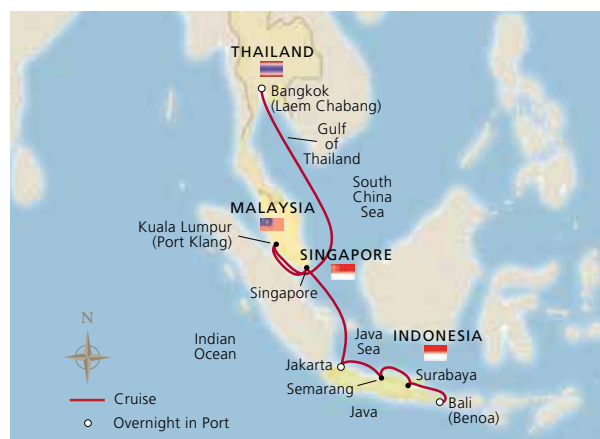 THAILAND
Bangkok
(Laem Chabang)
Gulf
of
Thailand
South
China
Sea
MALAYSIA
Kuala Lumpur
(Port Klang)
SINGAPORE
Singapore
N
Indian
Ocean
Java
Sea
INDONESIA
Jakarta
Semarang
Surabaya
Java
Bali
(Benoa)
Cruise
Overnight in Port